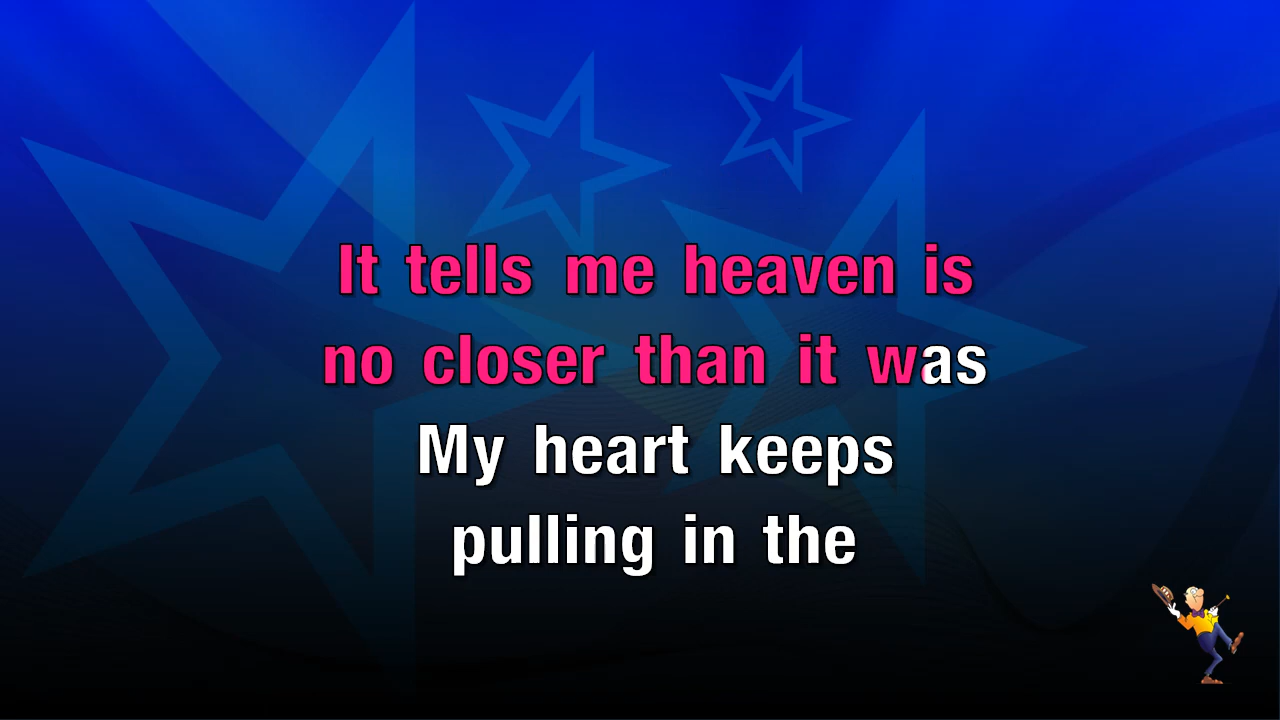 It tells me heaven is
no closer than it was
My heart keeps
pulling in the